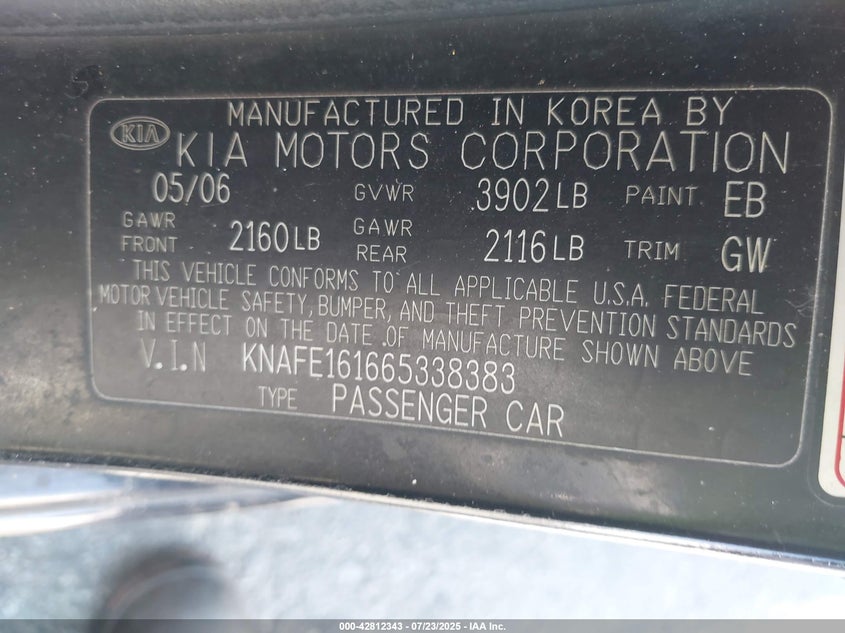 MANUFACTURED IN KOREA BY
KIA KIA MOTORS CORPORATION
05/06 GVWR 3902LB PAINT EB
GAWR FRONT 2160LB GAWR REAR 2116LB TRIM GW
THIS VEHICLE CONFORMS TO ALL APPLICABLE U.S.A. FEDERAL
MOTOR VEHICLE SAFETY, BUMPER, AND THEFT PREVENTION STANDARDS
IN EFFECT ON THE DATE OF MANUFACTURE SHOWN ABOVE
V.I.N KNAFE161665338383
TYPE PASSENGER CAR
000-42812343 | 07/23/2025 - IAA Inc.